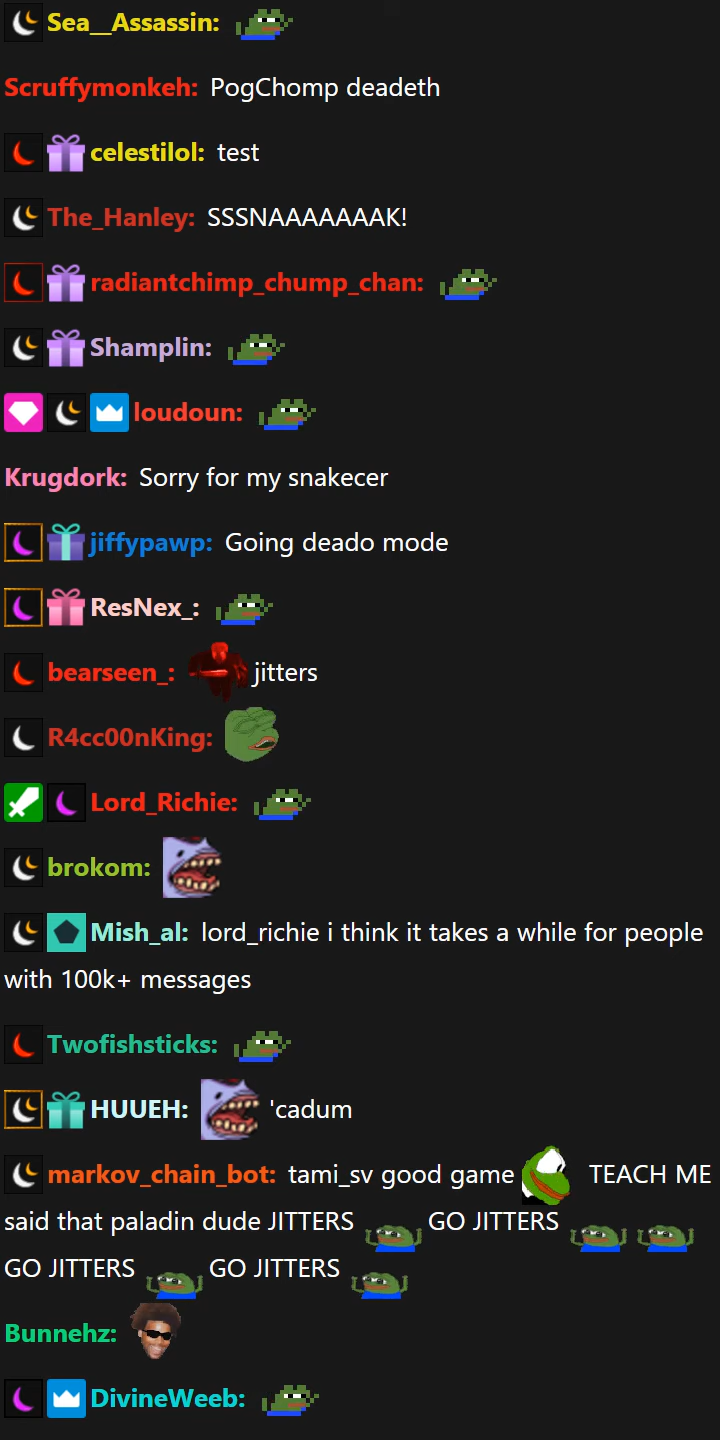 Sea__Assassin:
Scruffymonkeh: PogChomp deadeth
celestilol: test
The_Hanley: SSSNAAAAAAAK!
radiantchimp_chump_chan:
Shamplin:
loudoun:
Krugdork: Sorry for my snakecer
jiffypawp: Going deado mode
ResNex_:
bearseen_: jitters
R4cc00nKing:
Lord_Richie:
brokom:
Mish_al: lord_richie i think it takes a while for people
with 100k+ messages
Twofishsticks:
HUUEH: 'cadum
markov_chain_bot: tami_sv good game TEACH ME
said that paladin dude JITTERS GO JITTERS
GO JITTERS GO JITTERS
Bunnehz:
DivineWeeb: